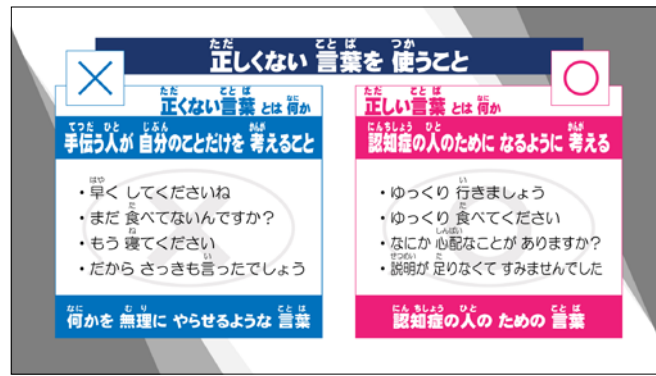 正しくない 言葉を 使うこと
正くない言葉 とは 何か
手伝う人が 自分のことだけを 考えること
・早く してくださいね
・まだ 食べてないんですか？
・もう 寝てください
・だから さっきも言ったでしょう
何かを 無理に やらせるような 言葉
正しい言葉 とは 何か
認知症の人のために なるように 考える
・ゆっくり 行きましょう
・ゆっくり 食べてください
・なにか 心配なことが ありますか？
・説明が 足りなくて すみませんでした
認知症の人の ための 言葉